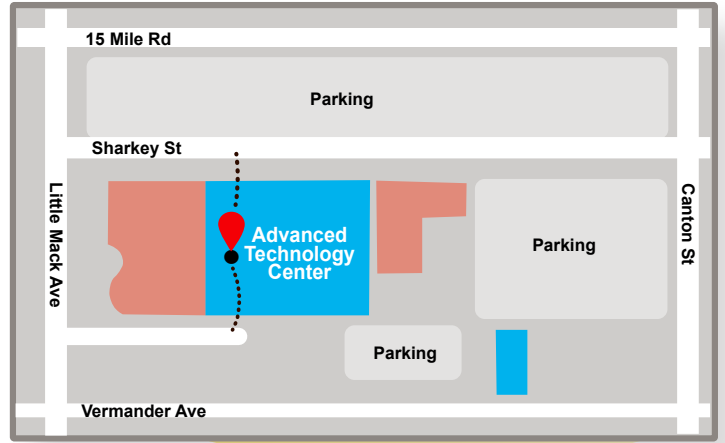 15 Mile Rd
Parking
Sharkey St
Little Mack Ave
Advanced
Technology
Center
Parking
Canton St
Parking
Vermander Ave